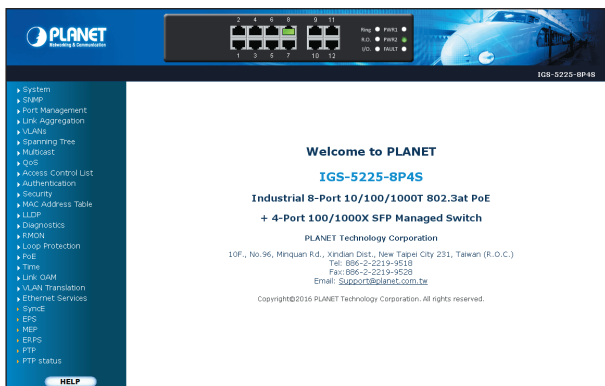 PLANET
Networking & Communication
2 4 6 8 9 11
1 3 5 7 10 12
Ring PWR1
R.O. PWR2
I/O. FAULT
IGS-5225-8P4S
System
SNMP
Port Management
Link Aggregation
VLANs
Spanning Tree
Multicast
QoS
Access Control List
Authentication
Security
MAC Address Table
LLDP
Diagnostics
RMON
Loop Protection
PoE
Time
Link OAM
VLAN Translation
Ethernet Services
SyncE
EPS
MEP
ERPS
PTP
PTP status
HELP
Welcome to PLANET
IGS-5225-8P4S
Industrial 8-Port 10/100/1000T 802.3at PoE
+ 4-Port 100/1000X SFP Managed Switch
PLANET Technology Corporation
10F., No.96, Minquan Rd., Xindian Dist., New Taipei City 231, Taiwan (R.O.C.)
Tel: 886-2-2219-9518
Fax:886-2-2219-9528
Email: Support@planet.com.tw
Copyright©2016 PLANET Technology Corporation. All rights reserved.